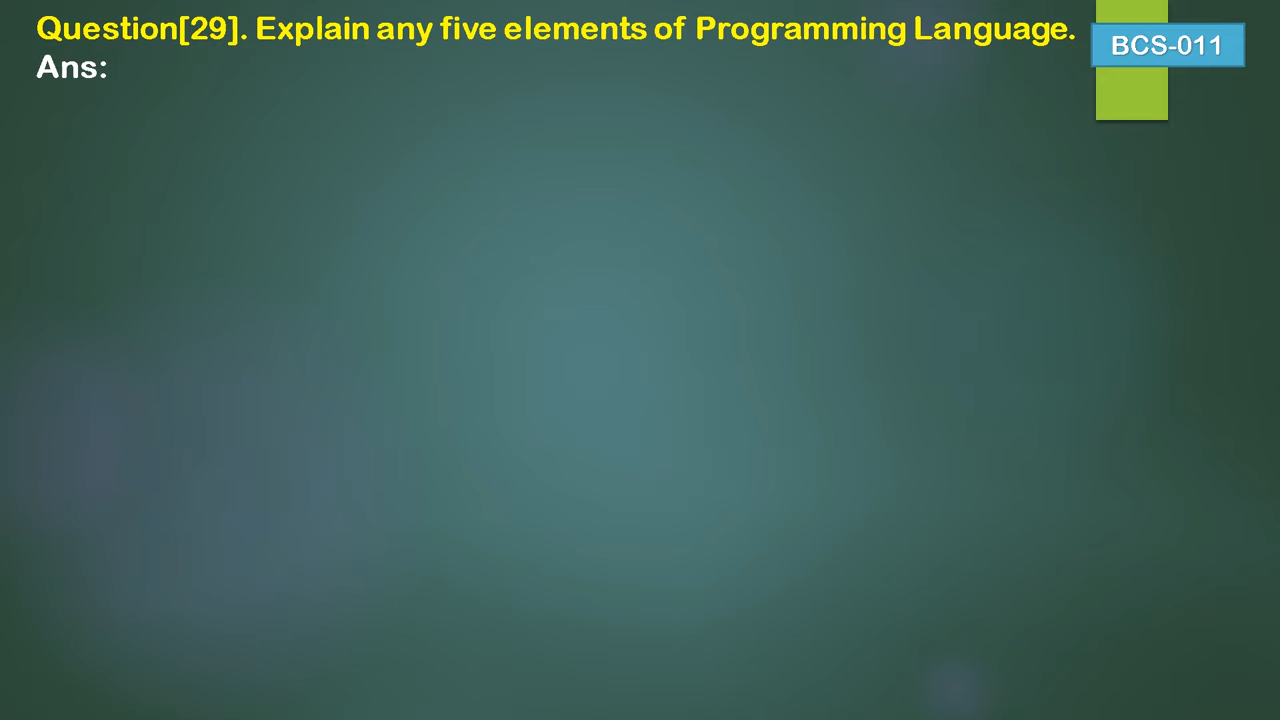 Question[29]. Explain any five elements of Programming Language.
BCS-011
Ans: